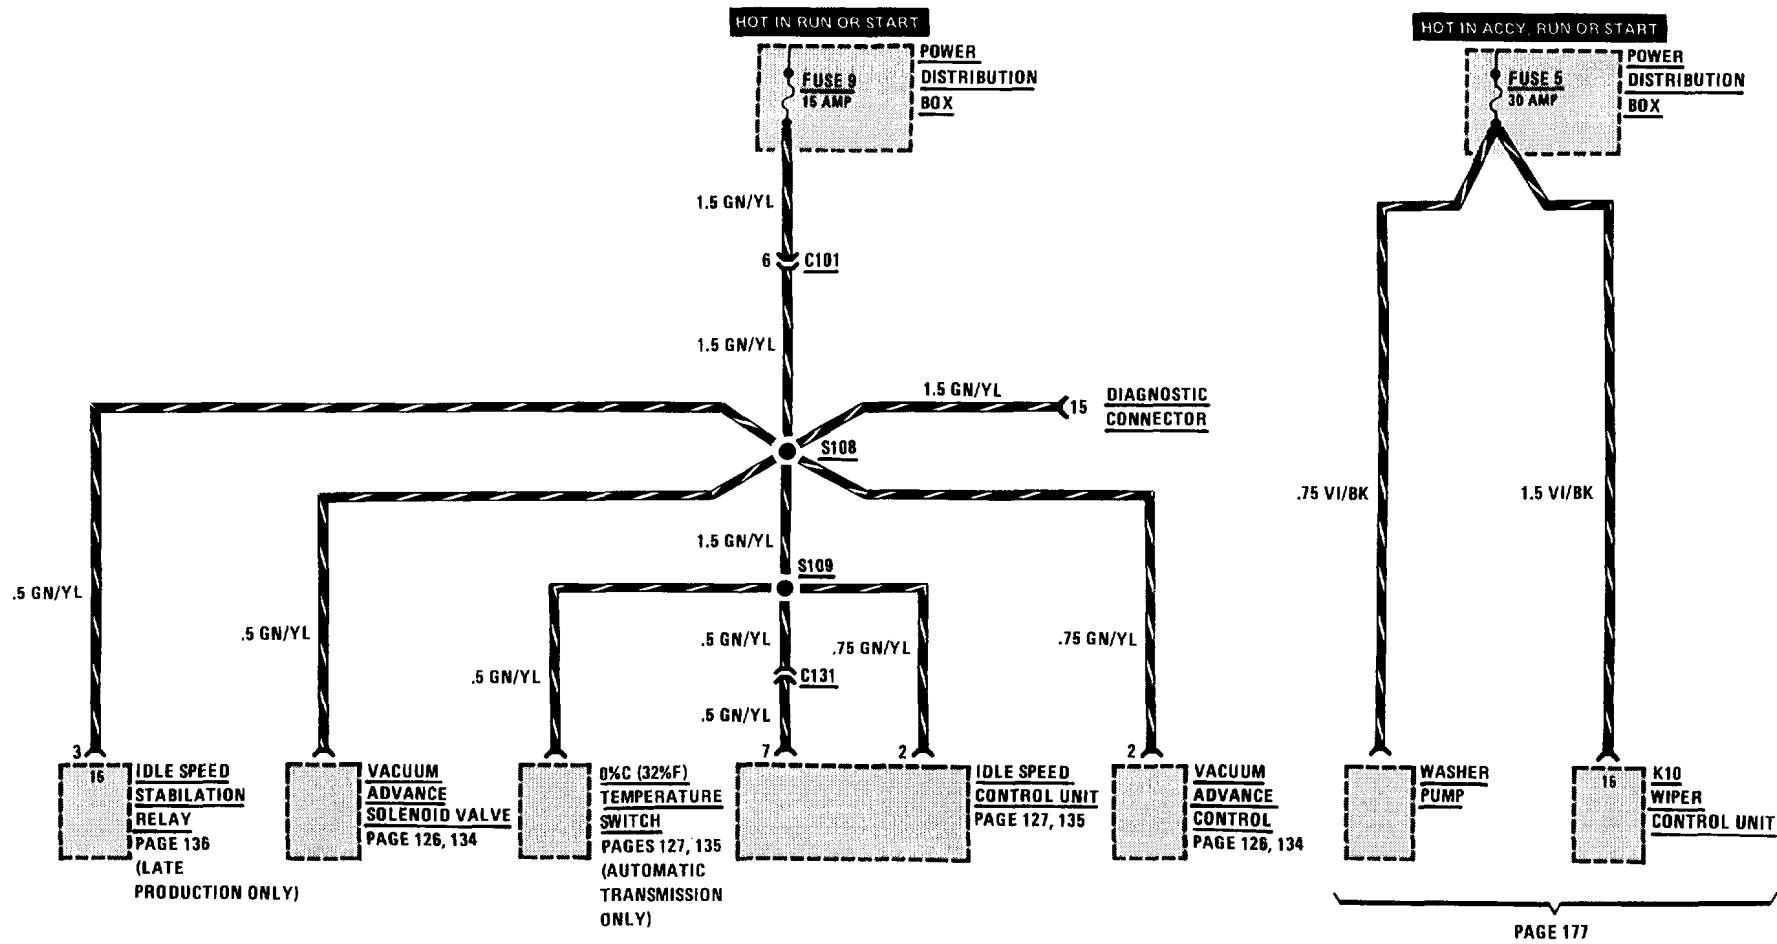 HOT IN RUN OR START
POWER
DISTRIBUTION
BOX
FUSE 9
15 AMP
HOT IN ACCY, RUN OR START
POWER
DISTRIBUTION
BOX
FUSE 5
30 AMP
1.5 GN/YL
6 C101
1.5 GN/YL
1.5 GN/YL
15 DIAGNOSTIC
CONNECTOR
S108
.75 VI/BK
1.5 VI/BK
1.5 GN/YL
S109
.5 GN/YL
.5 GN/YL
.5 GN/YL
.5 GN/YL
.75 GN/YL
.75 GN/YL
C131
.5 GN/YL
3
16
IDLE SPEED
STABILATION
RELAY
PAGE 136
(LATE
PRODUCTION ONLY)
VACUUM
ADVANCE
SOLENOID VALVE
PAGE 126, 134
0%C (32%F)
TEMPERATURE
SWITCH
PAGES 127, 135
(AUTOMATIC
TRANSMISSION
ONLY)
7
2
IDLE SPEED
CONTROL UNIT
PAGE 127, 135
2
VACUUM
ADVANCE
CONTROL
PAGE 126, 134
WASHER
PUMP
15
K10
WIPER
CONTROL UNIT
PAGE 177